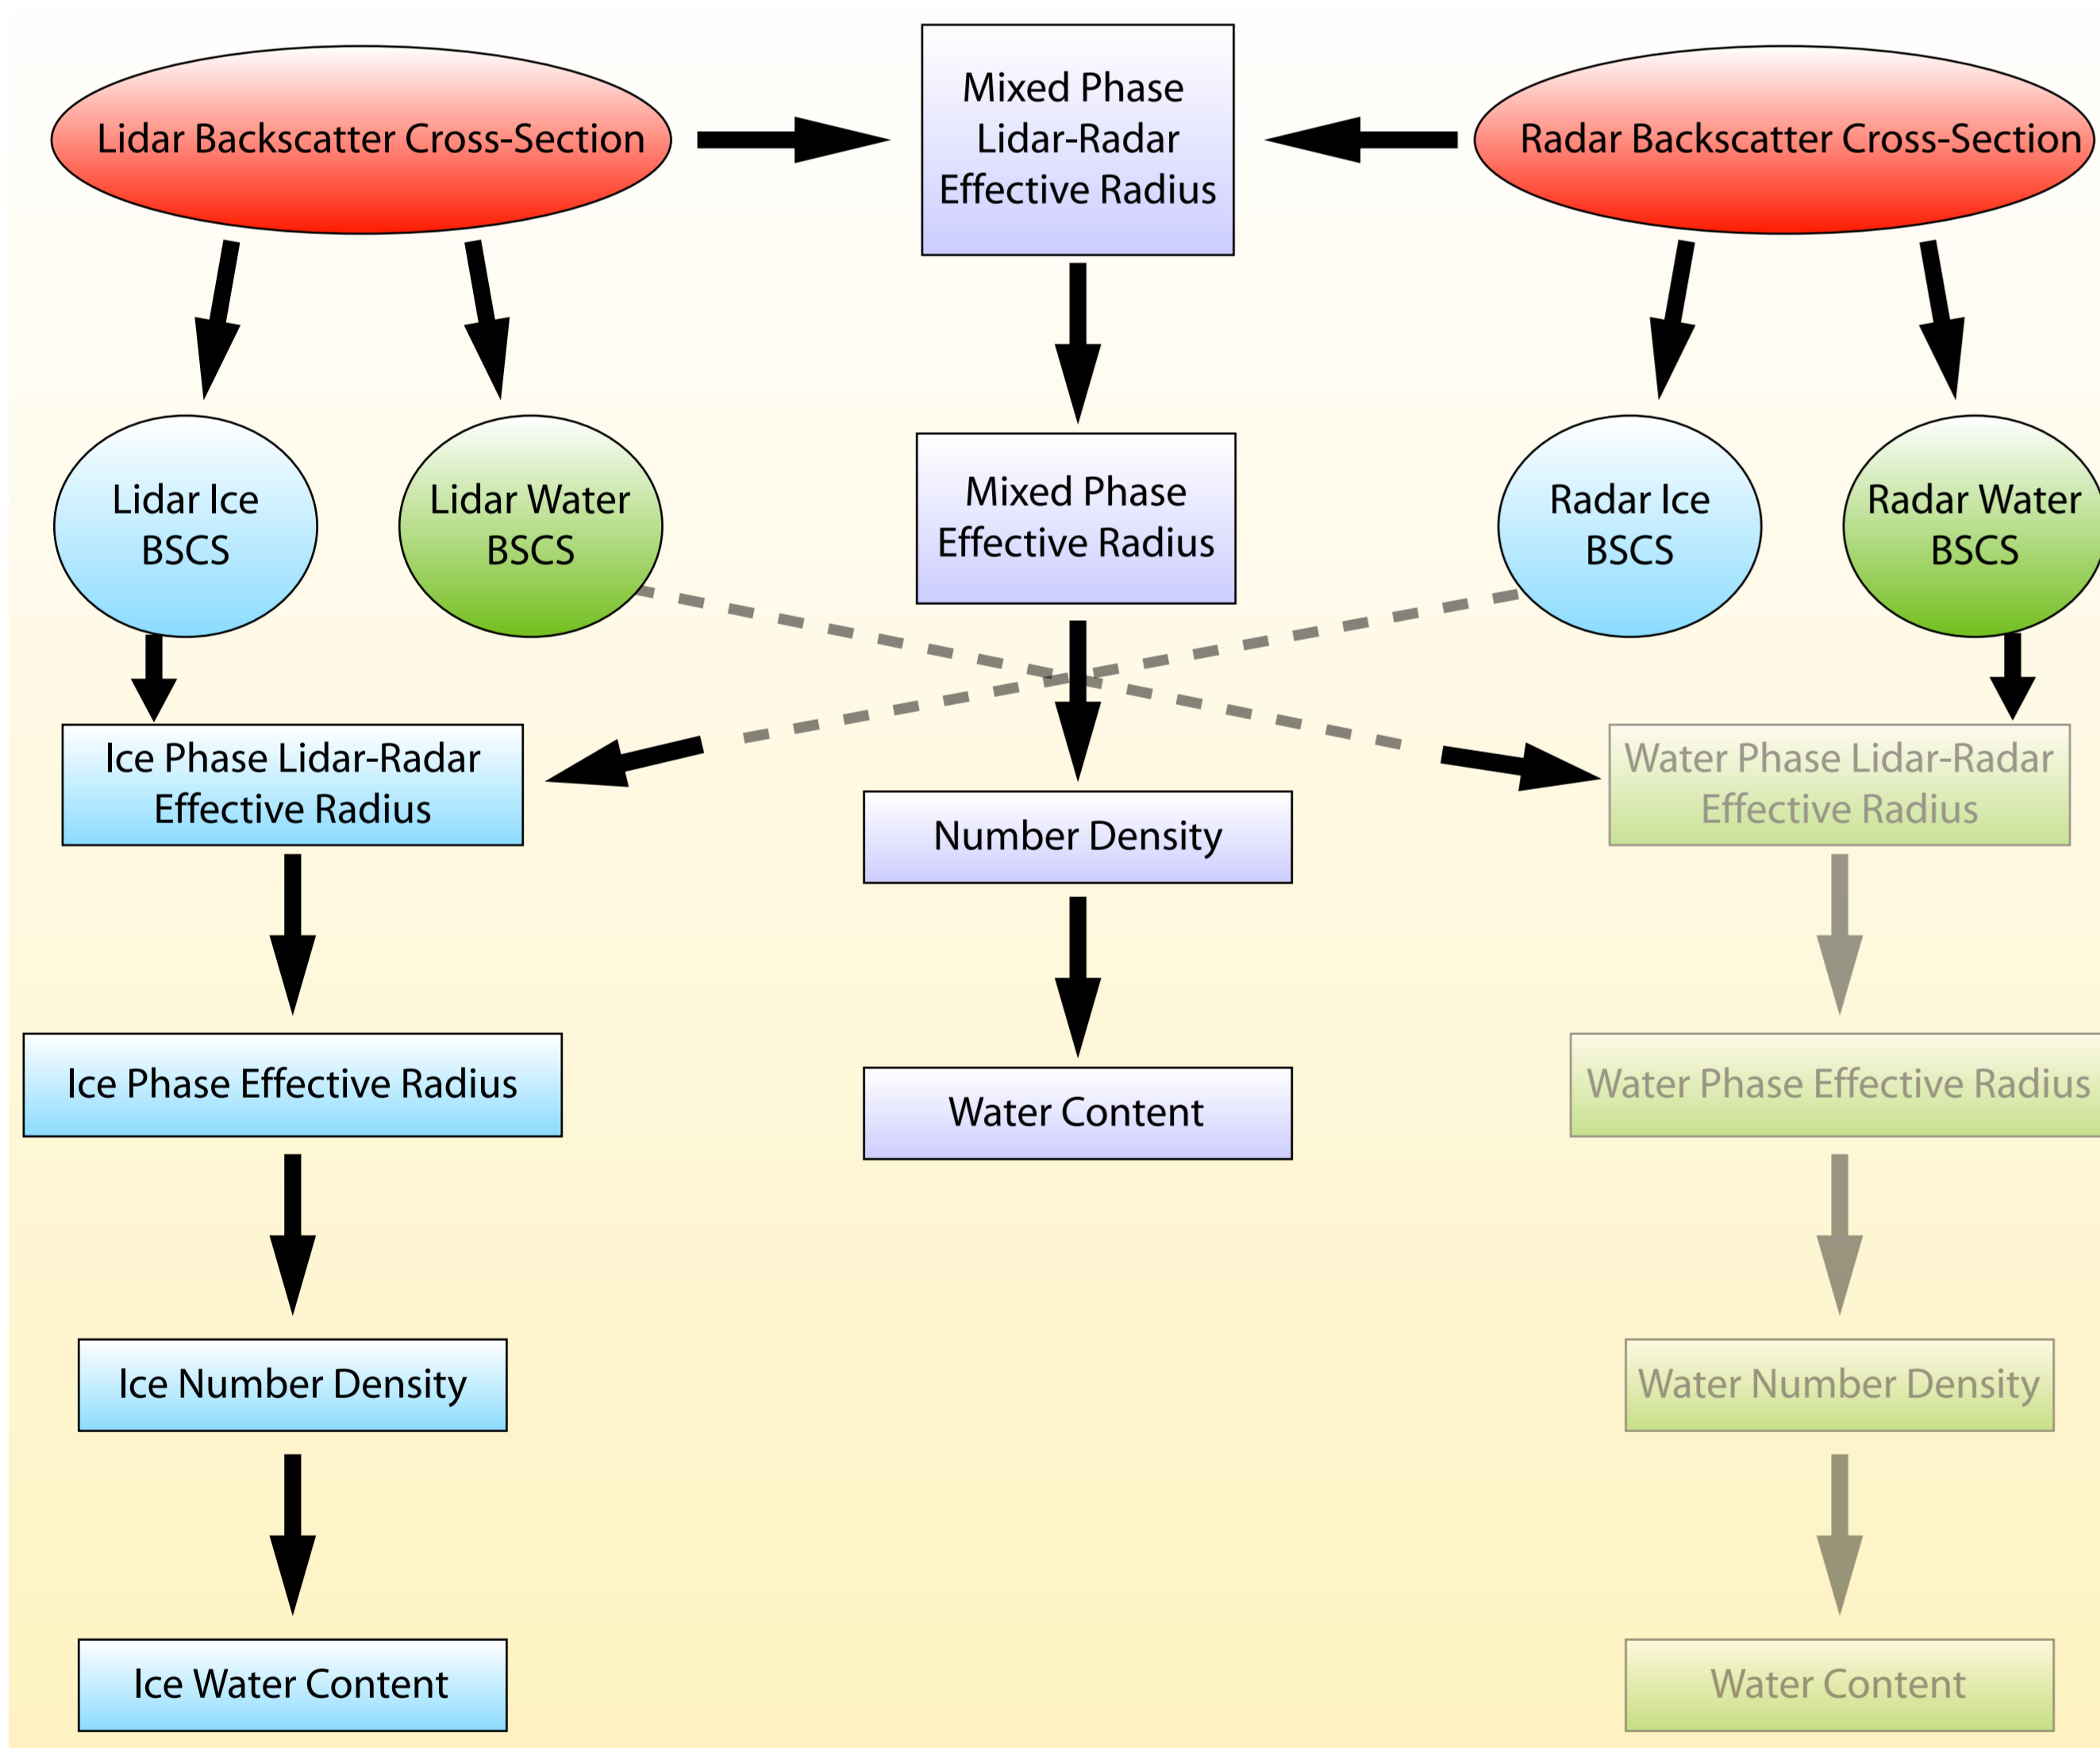 Lidar Backscatter Cross-Section
Mixed Phase
Lidar-Radar
Effective Radius
Radar Backscatter Cross-Section
Lidar Ice
BSCS
Lidar Water
BSCS
Mixed Phase
Effective Radius
Radar Ice
BSCS
Radar Water
BSCS
Ice Phase Lidar-Radar
Effective Radius
Number Density
Water Phase Lidar-Radar
Effective Radius
Ice Phase Effective Radius
Water Content
Water Phase Effective Radius
Ice Number Density
Water Number Density
Ice Water Content
Water Content